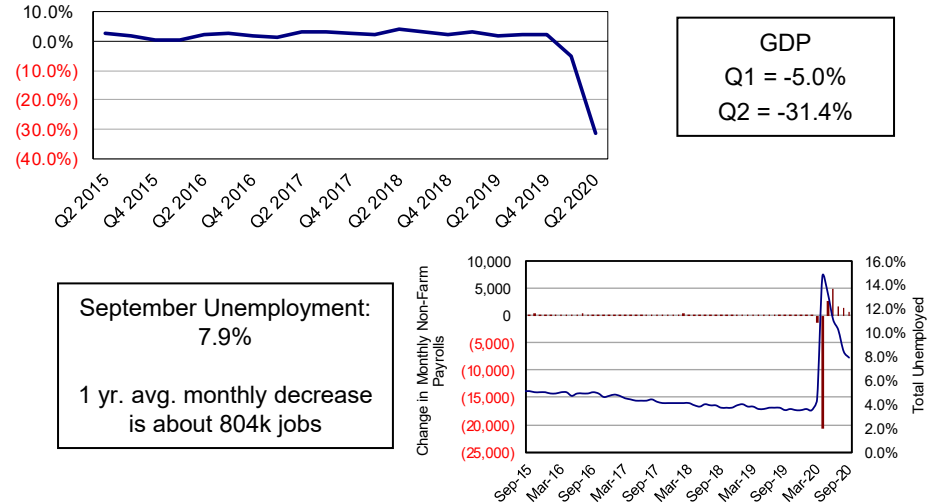 10.0%
0.0%
(10.0%)
(20.0%)
(30.0%)
(40.0%)
Q2 2015
Q4 2015
Q2 2016
Q4 2016
Q2 2017
Q4 2017
Q2 2018
Q4 2018
Q2 2019
Q4 2019
Q2 2020
GDP
Q1 = -5.0%
Q2 = -31.4%
September Unemployment:
7.9%
1 yr. avg. monthly decrease
is about 804k jobs
Change in Monthly Non-Farm
Payrolls
10,000
5,000
0
(5,000)
(10,000)
(15,000)
(20,000)
(25,000)
16.0%
14.0%
12.0%
10.0%
8.0%
6.0%
4.0%
2.0%
0.0%
Total Unemployed
Sep-15
Mar-16
Sep-16
Mar-17
Sep-17
Mar-18
Sep-18
Mar-19
Sep-19
Mar-20
Sep-20